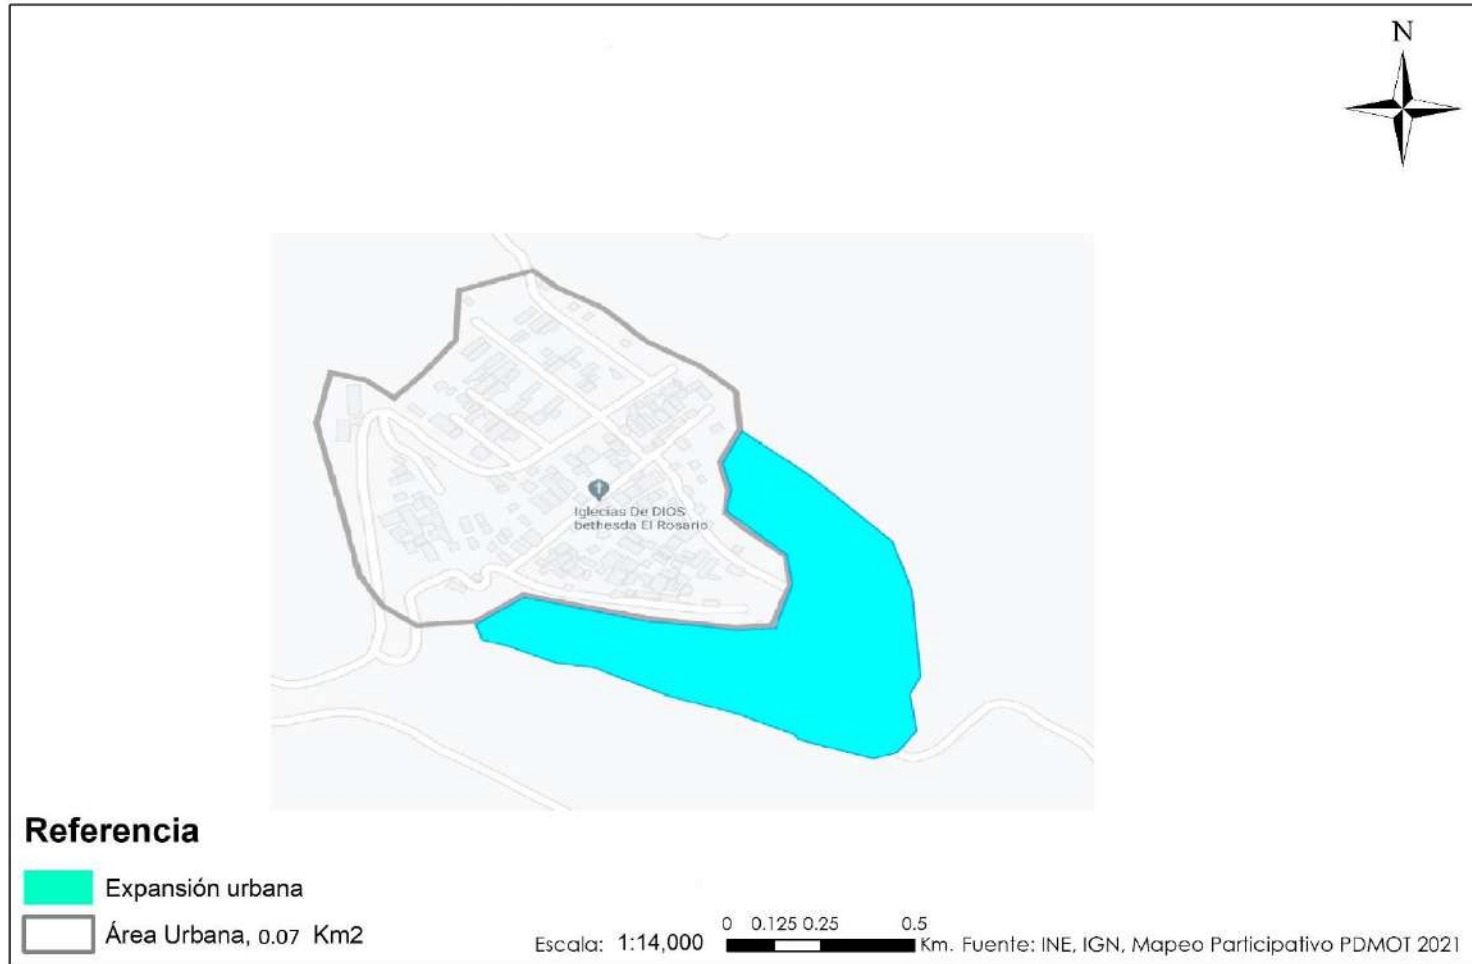 N
Iglecias De DIOS
bethesda El Rosario
Referencia
Expansión urbana
Área Urbana, 0.07 Km2
Escala: 1:14,000
0 0.125 0.25 0.5
Km. Fuente: INE, IGN, Mapeo Participativo PDMOT 2021